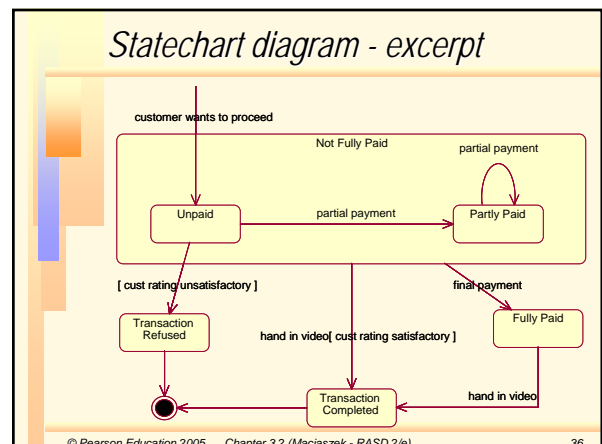 Statechart diagram - excerpt
customer wants to proceed
Not Fully Paid
partial payment
Unpaid
partial payment
Partly Paid
[ cust rating unsatisfactory ]
final payment
Transaction
Refused
hand in video[ cust rating satisfactory ]
Fully Paid
Transaction
Completed
hand in video
© Pearson Education 2005 Chapter 3.2 (Maciaszek - RASD 2/e) 36